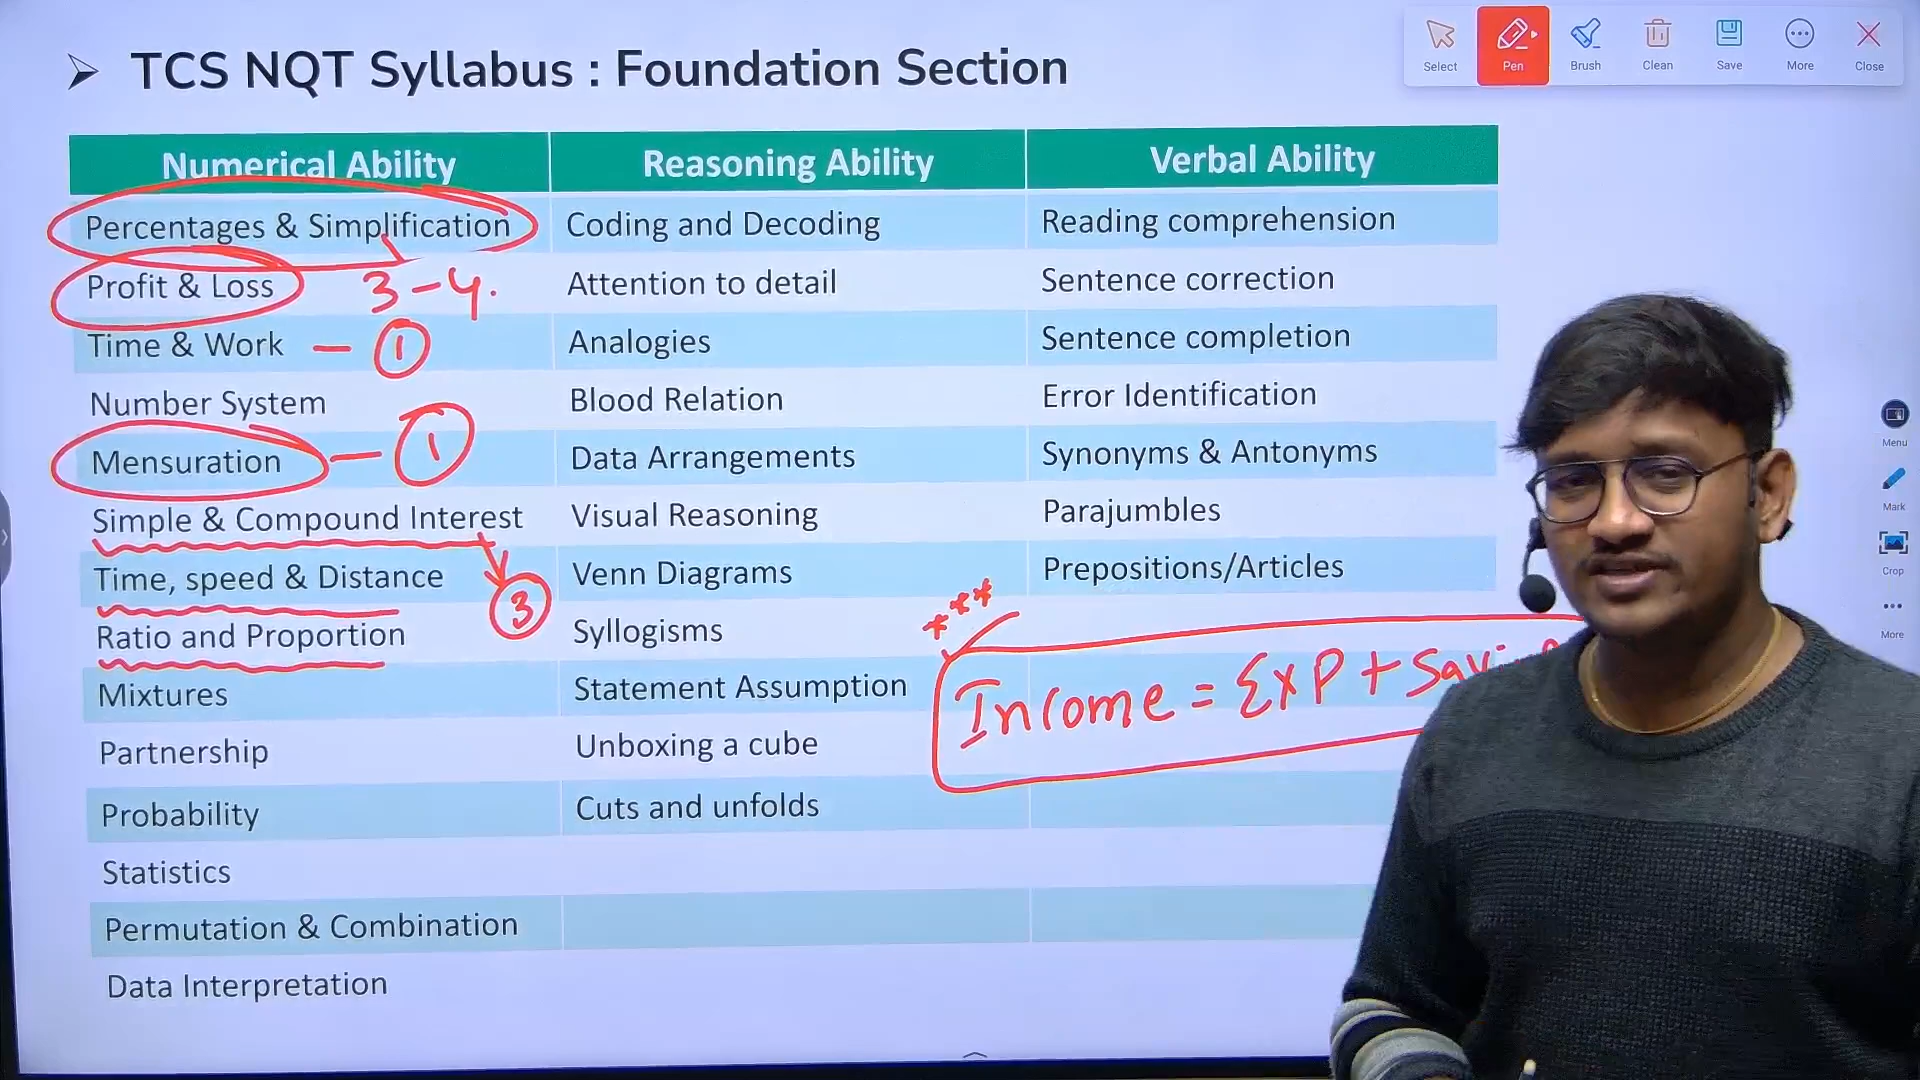 ➢ TCS NQT Syllabus : Foundation Section
Select Pen Brush Clean Save More Close
Numerical Ability Reasoning Ability Verbal Ability
Percentages & Simplification Coding and Decoding Reading comprehension
Profit & Loss 3-4. Attention to detail Sentence correction
Time & Work — 1 Analogies Sentence completion
Number System Blood Relation Error Identification
Mensuration — 1 Data Arrangements Synonyms & Antonyms
Simple & Compound Interest Visual Reasoning Parajumbles
Time, speed & Distance 3 Venn Diagrams Prepositions/Articles
Ratio and Proportion Syllogisms ***
Mixtures Statement Assumption Income = Exp +
Partnership Unboxing a cube
Probability Cuts and unfolds
Statistics
Permutation & Combination
Data Interpretation
Menu
Mark
Crop
More